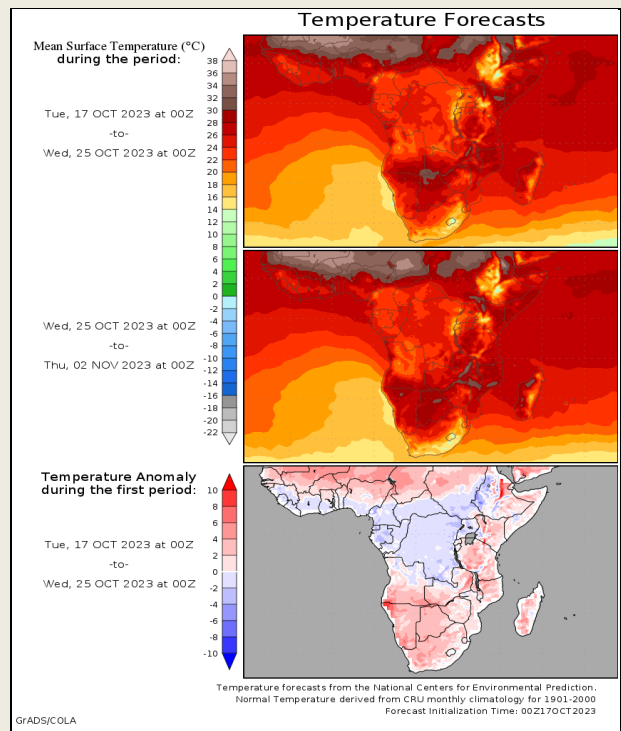 Temperature Forecasts
Mean Surface Temperature (°C)
during the period:
38
36
34
32
30
28
26
24
22
20
18
16
14
12
10
8
6
4
2
0
-2
-4
-6
-8
-10
-12
-14
-16
-18
-20
-22
Tue, 17 OCT 2023 at 00Z
-to-
Wed, 25 OCT 2023 at 00Z
Wed, 25 OCT 2023 at 00Z
-to-
Thu, 02 NOV 2023 at 00Z
Temperature Anomaly
during the first period:
10
8
6
4
2
0
-2
-4
-6
-8
-10
Tue, 17 OCT 2023 at 00Z
-to-
Wed, 25 OCT 2023 at 00Z
Temperature forecasts from the National Centers for Environmental Prediction.
Normal Temperature derived from CRU monthly climatology for 1901-2000
Forecast Initialization Time: 00Z17OCT2023
GrADS/COLA